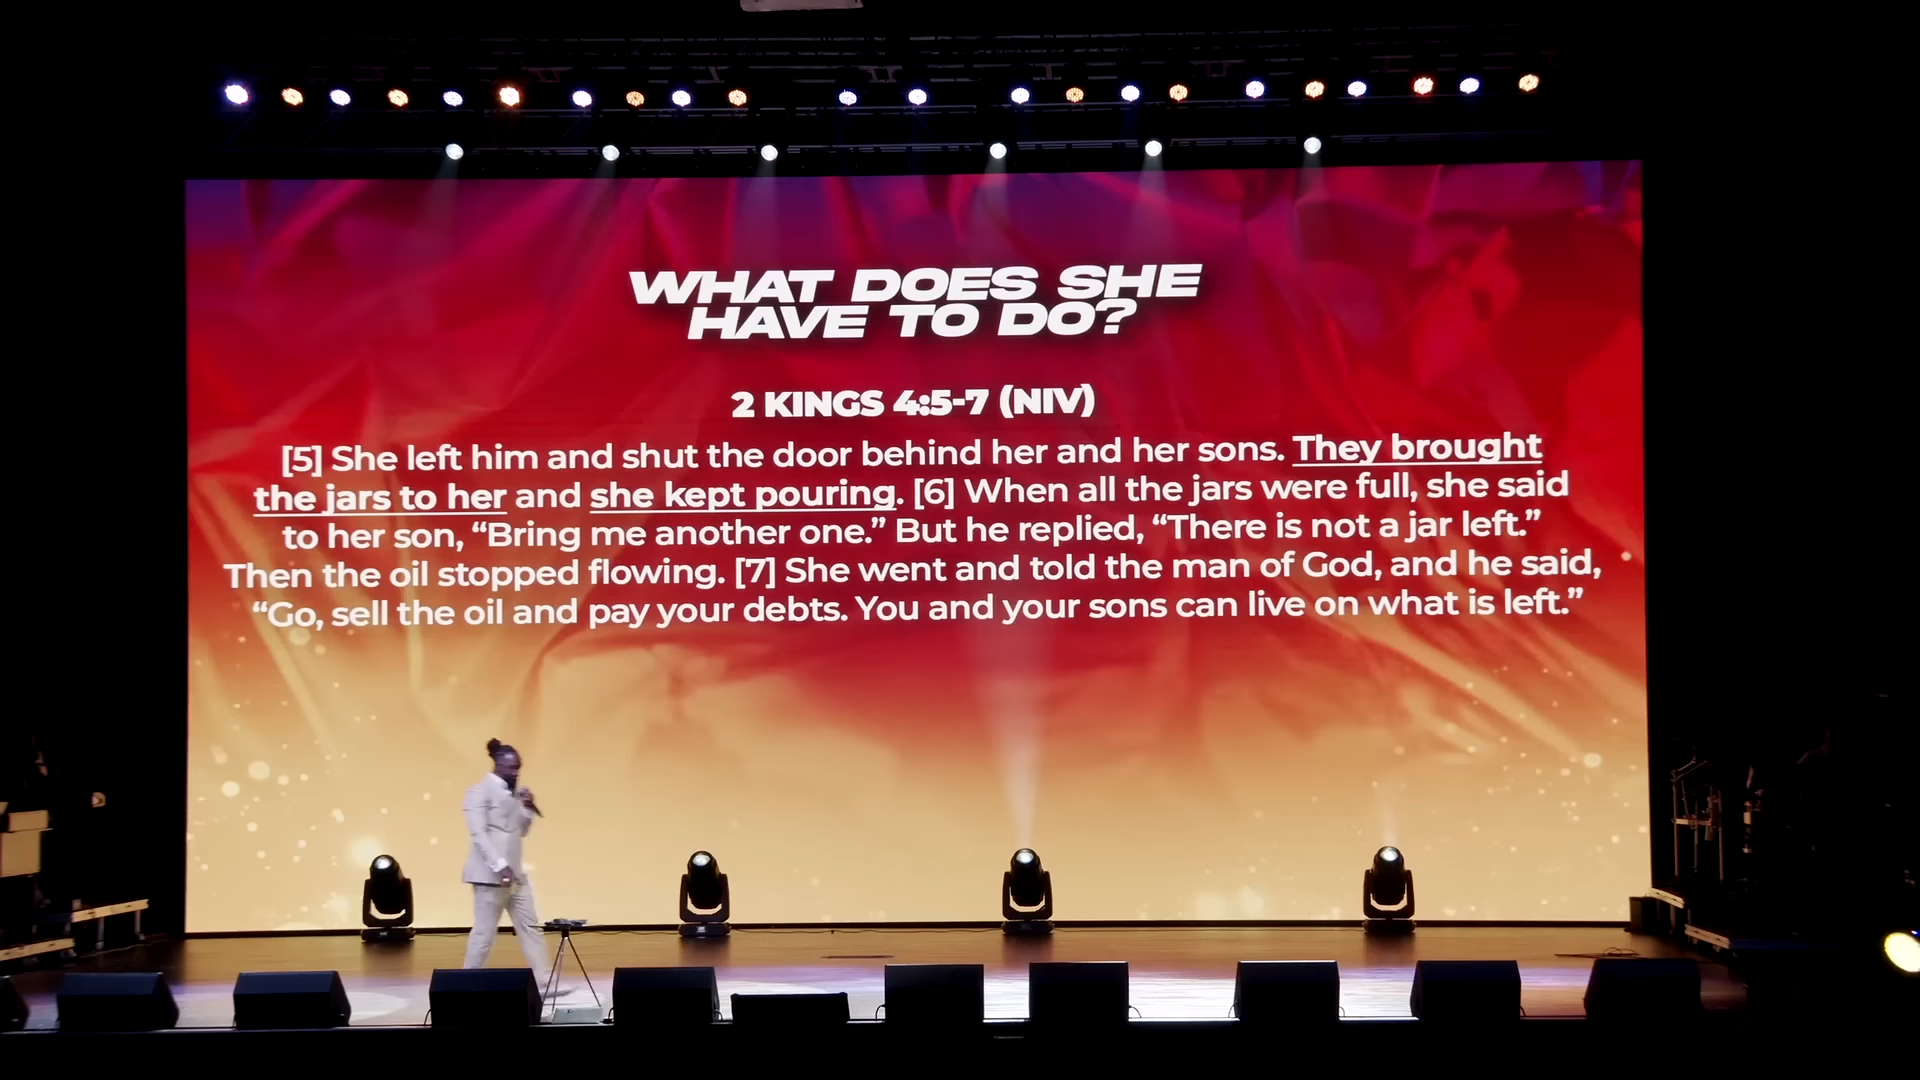 WHAT DOES SHE
HAVE TO DO?
2 KINGS 4:5-7 (NIV)
[5] She left him and shut the door behind her and her sons. They brought
the jars to her and she kept pouring. [6] When all the jars were full, she said
to her son, “Bring me another one.” But he replied, “There is not a jar left.”
Then the oil stopped flowing. [7] She went and told the man of God, and he said,
“Go, sell the oil and pay your debts. You and your sons can live on what is left.”